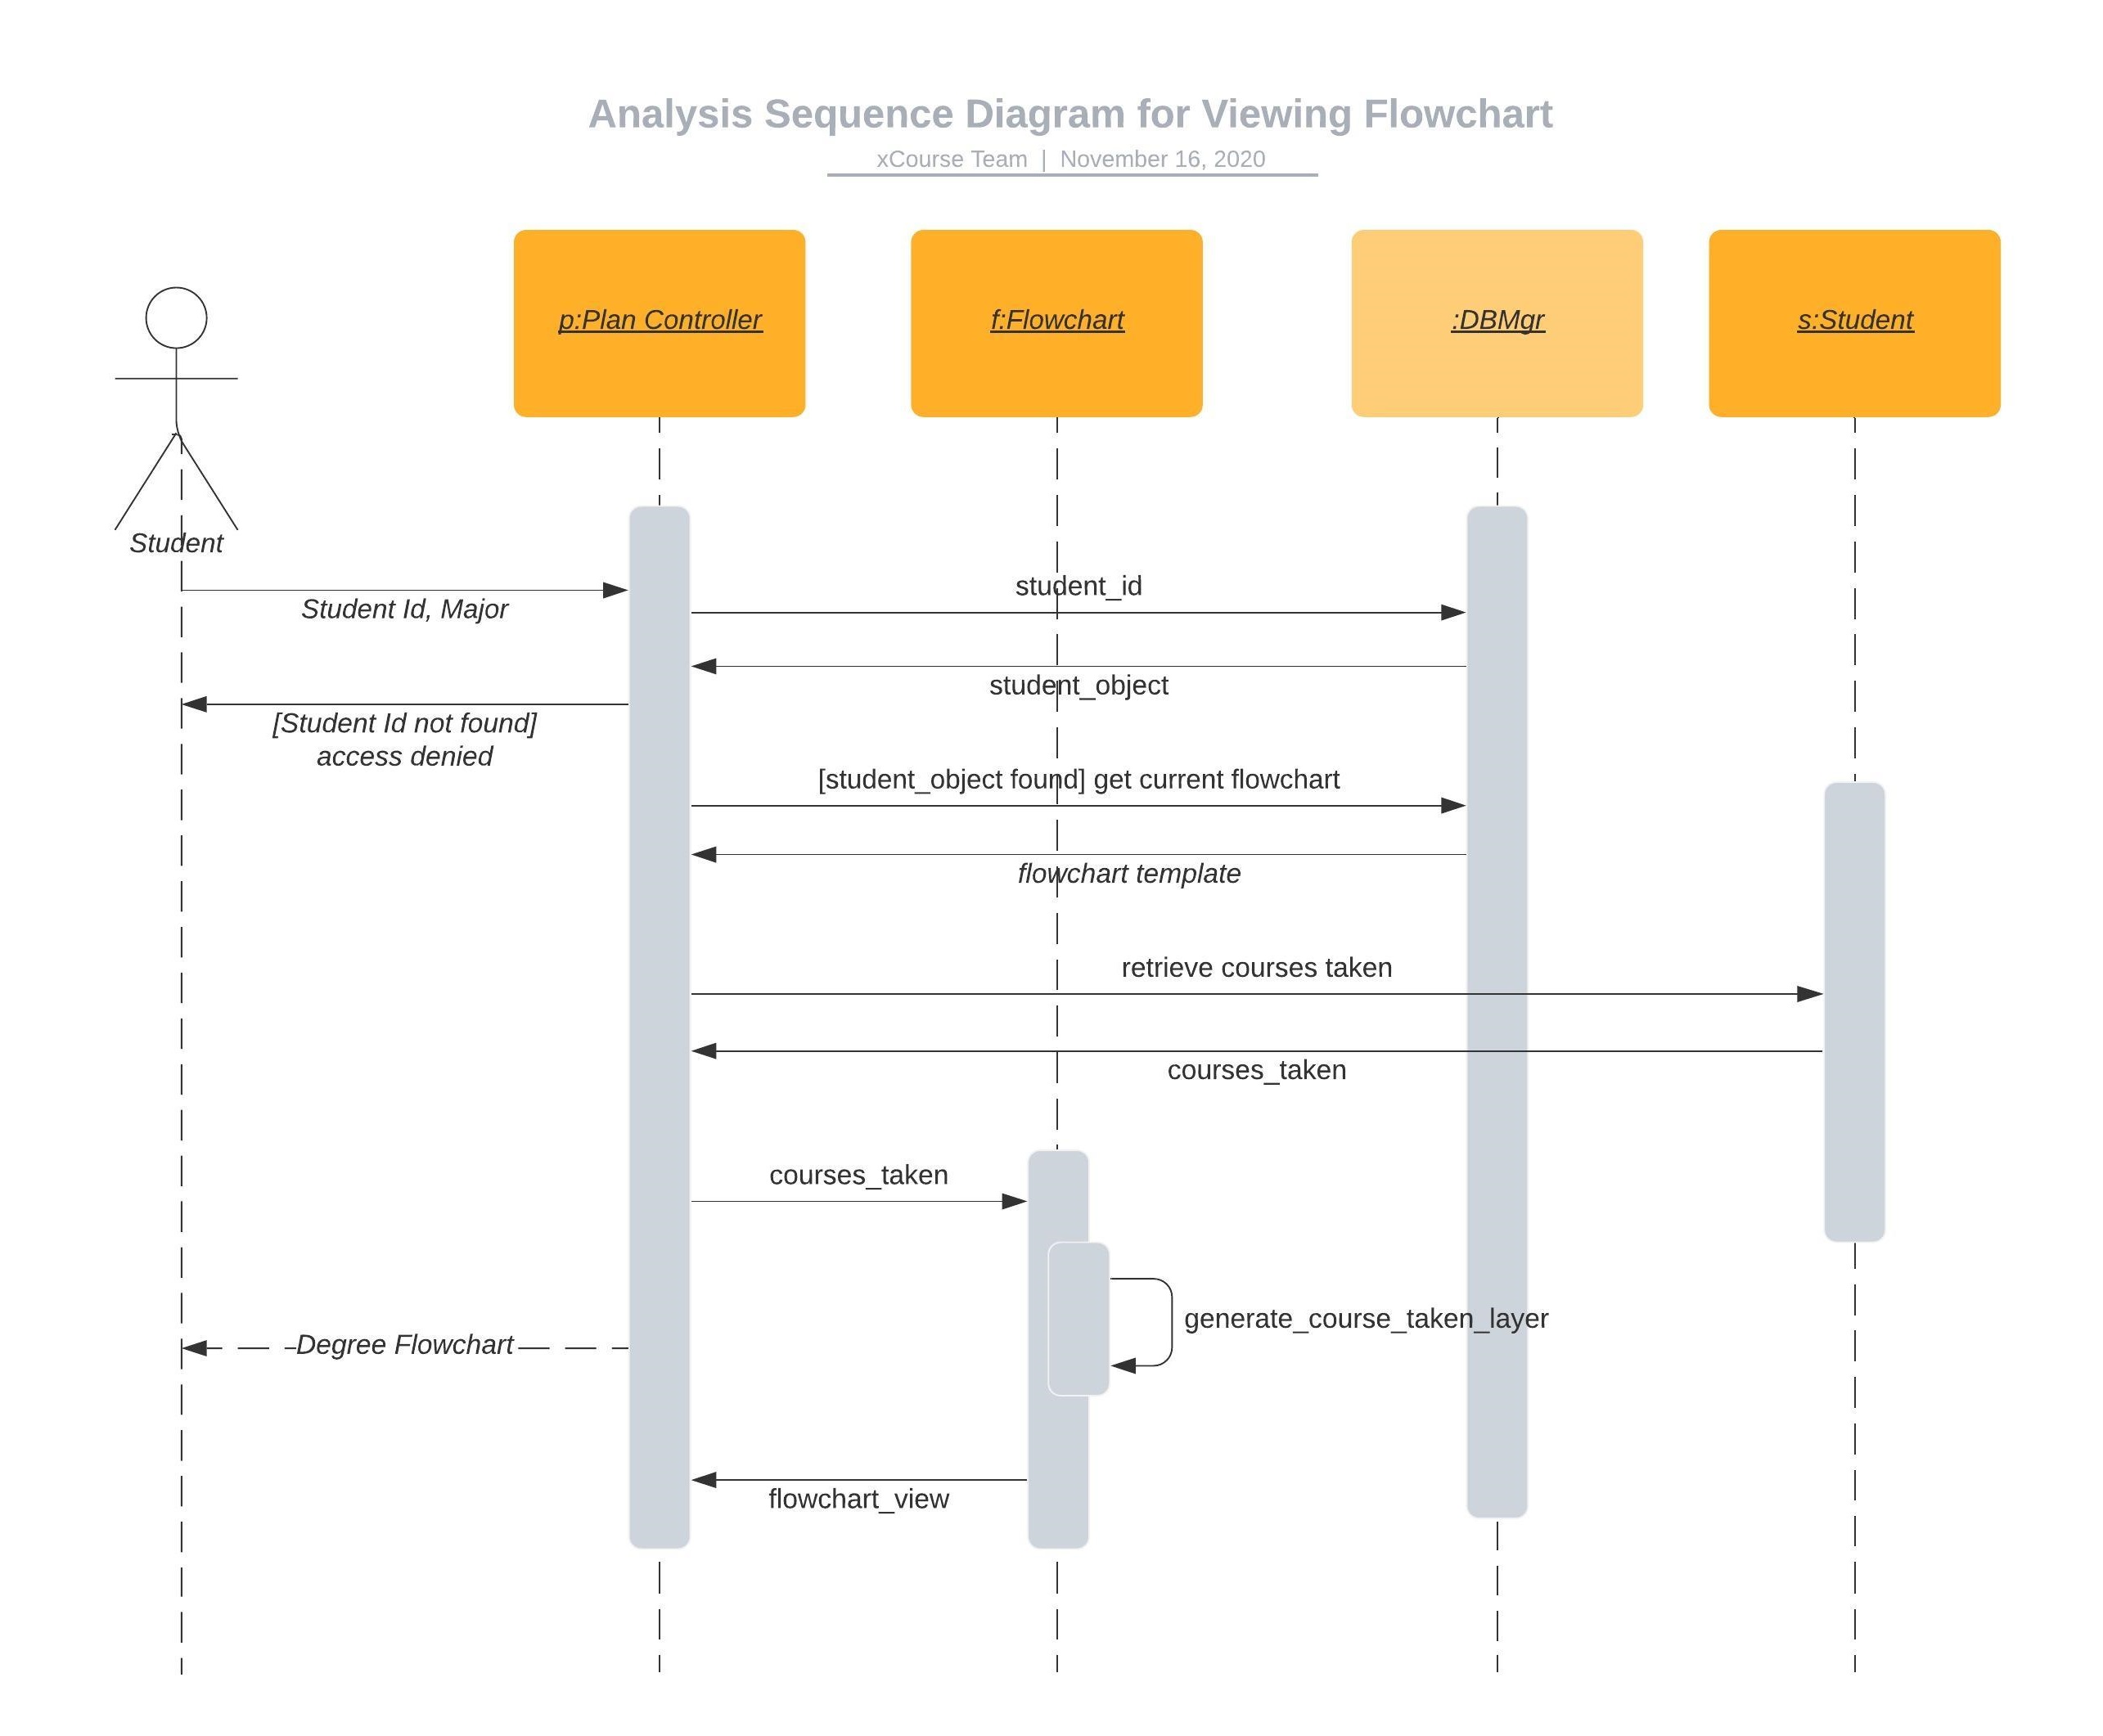 Analysis Sequence Diagram for Viewing Flowchart
xCourse Team | November 16, 2020
p:Plan Controller
f:Flowchart
:DBMgr
s:Student
Student
Student Id, Major
student_id
student_object
[Student Id not found]
access denied
[student_object found] get current flowchart
flowchart template
retrieve courses taken
courses_taken
courses_taken
generate_course_taken_layer
Degree Flowchart
flowchart_view